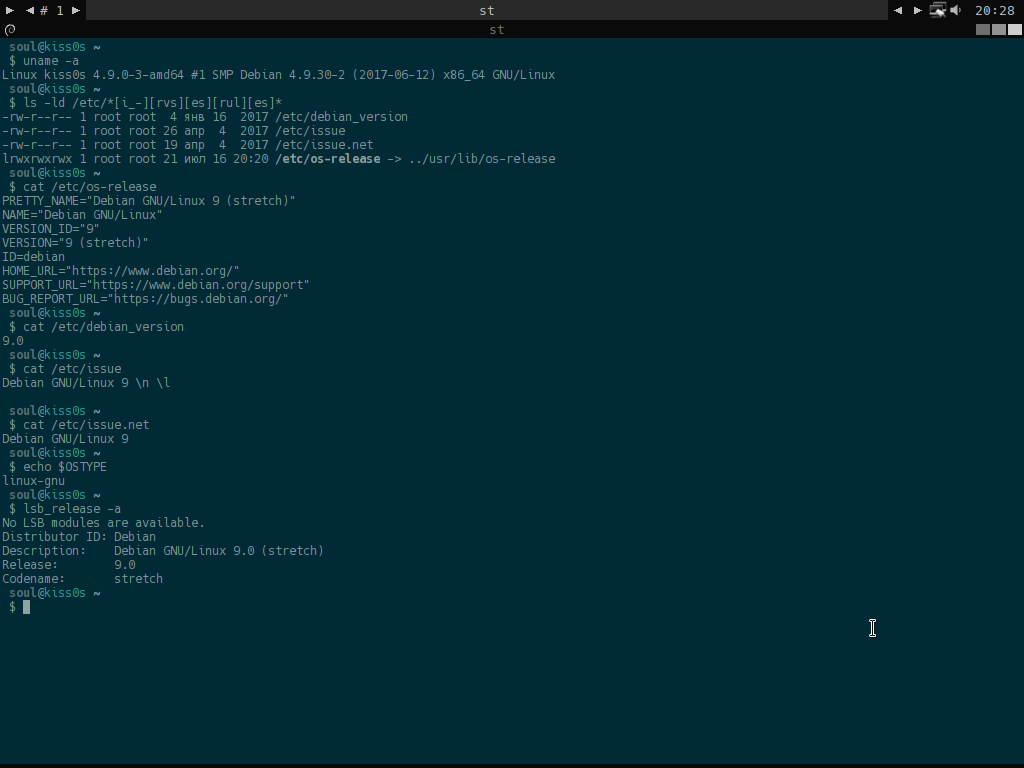 # 1 st 20:28
st
soul@kiss0s ~
$ uname -a
Linux kiss0s 4.9.0-3-amd64 #1 SMP Debian 4.9.30-2 (2017-06-12) x86_64 GNU/Linux
soul@kiss0s ~
$ ls -ld /etc/*[i_-][rvs][es][rul][es]*
-rw-r--r-- 1 root root  4 янв 16  2017 /etc/debian_version
-rw-r--r-- 1 root root 26 апр  4  2017 /etc/issue
-rw-r--r-- 1 root root 19 апр  4  2017 /etc/issue.net
lrwxrwxrwx 1 root root 21 июл 16 20:20 /etc/os-release -> ../usr/lib/os-release
soul@kiss0s ~
$ cat /etc/os-release
PRETTY_NAME="Debian GNU/Linux 9 (stretch)"
NAME="Debian GNU/Linux"
VERSION_ID="9"
VERSION="9 (stretch)"
ID=debian
HOME_URL="https://www.debian.org/"
SUPPORT_URL="https://www.debian.org/support"
BUG_REPORT_URL="https://bugs.debian.org/"
soul@kiss0s ~
$ cat /etc/debian_version
9.0
soul@kiss0s ~
$ cat /etc/issue
Debian GNU/Linux 9 \n \l
soul@kiss0s ~
$ cat /etc/issue.net
Debian GNU/Linux 9
soul@kiss0s ~
$ echo $OSTYPE
linux-gnu
soul@kiss0s ~
$ lsb_release -a
No LSB modules are available.
Distributor ID: Debian
Description:    Debian GNU/Linux 9.0 (stretch)
Release:        9.0
Codename:       stretch
soul@kiss0s ~
$